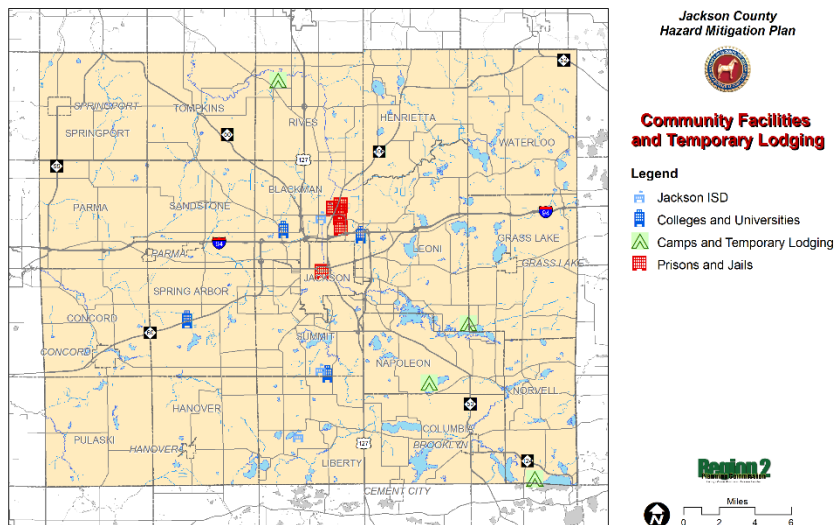 Jackson County
Hazard Mitigation Plan
Community Facilities
and Temporary Lodging
Legend
Jackson ISD
Colleges and Universities
Camps and Temporary Lodging
Prisons and Jails
SPRINGPORT
TOMPKINS
SPRINGPORT
RIVES
HENRIETTA
WATERLOO
127
BLACKMAN
PARMA
SANDSTONE
94
LEONI
GRASS LAKE
94
PARMA
GRASS LAKE
JACKSON
SPRING ARBOR
CONCORD
SUMMIT
CONCORD
NAPOLEON
NORVELL
HANOVER
COLUMBIA
PULASKI
HANOVER
127
BROOKLYN
LIBERTY
CEMENT CITY
Region 2
Miles
N
0 2 4 6